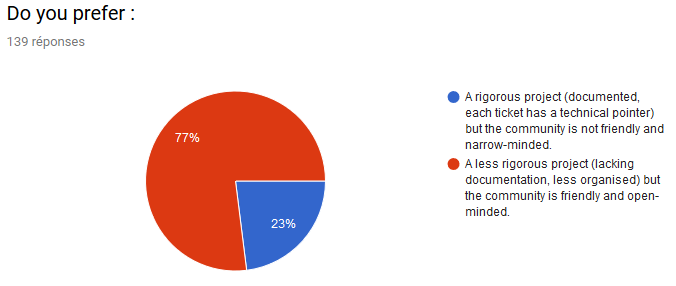 Do you prefer :
139 réponses
77%
23%
A rigorous project (documented,
each ticket has a technical pointer)
but the community is not friendly and
narrow-minded.
A less rigorous project (lacking
documentation, less organised) but
the community is friendly and open-
minded.